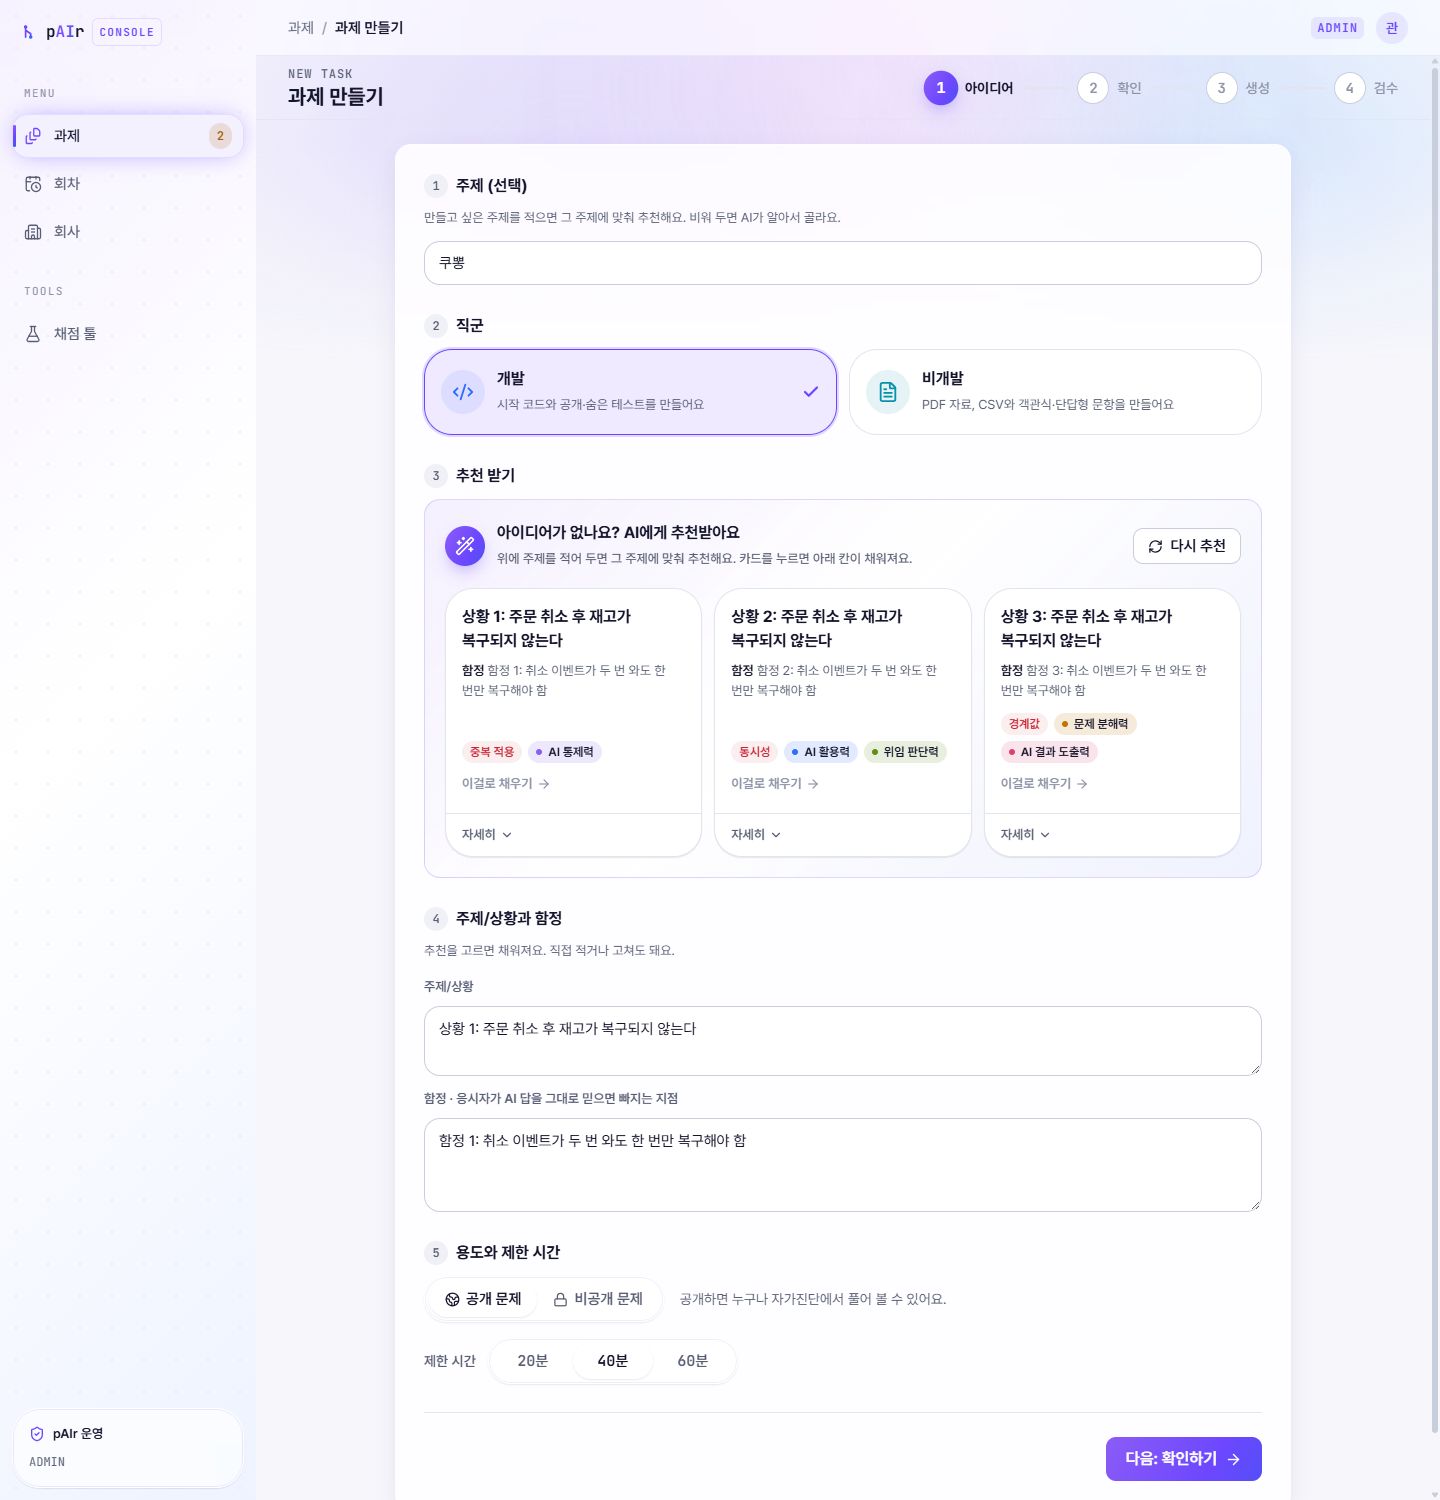 pAIr CONSOLE
과제 / 과제 만들기
ADMIN 관
MENU
과제 2
회차
회사
TOOLS
채점 툴
pAIr 운영
ADMIN
NEW TASK
과제 만들기
1 아이디어 2 확인 3 생성 4 검수
1 주제 (선택)
만들고 싶은 주제를 적으면 그 주제에 맞춰 추천해요. 비워 두면 AI가 알아서 골라요.
쿠뽕
2 직군
개발
시작 코드와 공개·숨은 테스트를 만들어요
비개발
PDF 자료, CSV와 객관식·단답형 문항을 만들어요
3 추천 받기
아이디어가 없나요? AI에게 추천받아요
위에 주제를 적어 두면 그 주제에 맞춰 추천해요. 카드를 누르면 아래 칸이 채워져요.
다시 추천
상황 1: 주문 취소 후 재고가
복구되지 않는다
함정 함정 1: 취소 이벤트가 두 번 와도 한
번만 복구해야 함
중복 적용 AI 통제력
이걸로 채우기
자세히
상황 2: 주문 취소 후 재고가
복구되지 않는다
함정 함정 2: 취소 이벤트가 두 번 와도 한
번만 복구해야 함
동시성 AI 활용력 위임 판단력
이걸로 채우기
자세히
상황 3: 주문 취소 후 재고가
복구되지 않는다
함정 함정 3: 취소 이벤트가 두 번 와도 한
번만 복구해야 함
경계값 문제 분해력
AI 결과 도출력
이걸로 채우기
자세히
4 주제/상황과 함정
추천을 고르면 채워져요. 직접 적거나 고쳐도 돼요.
주제/상황
상황 1: 주문 취소 후 재고가 복구되지 않는다
함정 · 응시자가 AI 답을 그대로 믿으면 빠지는 지점
함정 1: 취소 이벤트가 두 번 와도 한 번만 복구해야 함
5 용도와 제한 시간
공개 문제 비공개 문제 공개하면 누구나 자가진단에서 풀어 볼 수 있어요.
제한 시간 20분 40분 60분
다음: 확인하기